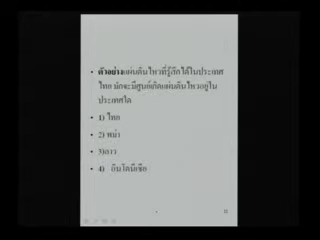 • ตัวอย่างแผ่นดินไหวที่รู้สึกได้ในประเทศ
ไทย มักจะมีศูนย์เกิดแผ่นดินไหวอยู่ใน
ประเทศใด
• 1) ไทย
• 2) พม่า
• 3)ลาว
• 4) อินโดนีเซีย